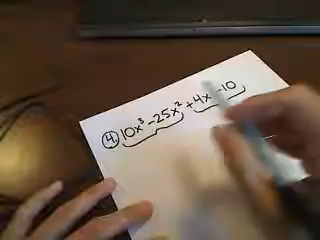 ④ 10x³ - 25x² + 4x - 10